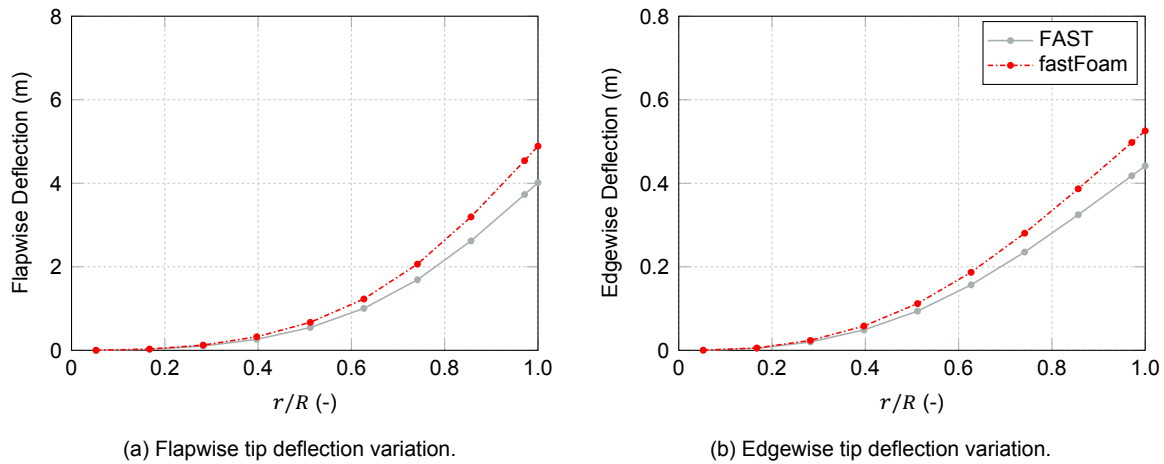 8
6
4
2
0
Flapwise Deflection (m)
0 0.2 0.4 0.6 0.8 1.0
r/R (-)
(a) Flapwise tip deflection variation.
0.8
0.6
0.4
0.2
0
Edgewise Deflection (m)
FAST
fastFoam
0 0.2 0.4 0.6 0.8 1.0
r/R (-)
(b) Edgewise tip deflection variation.